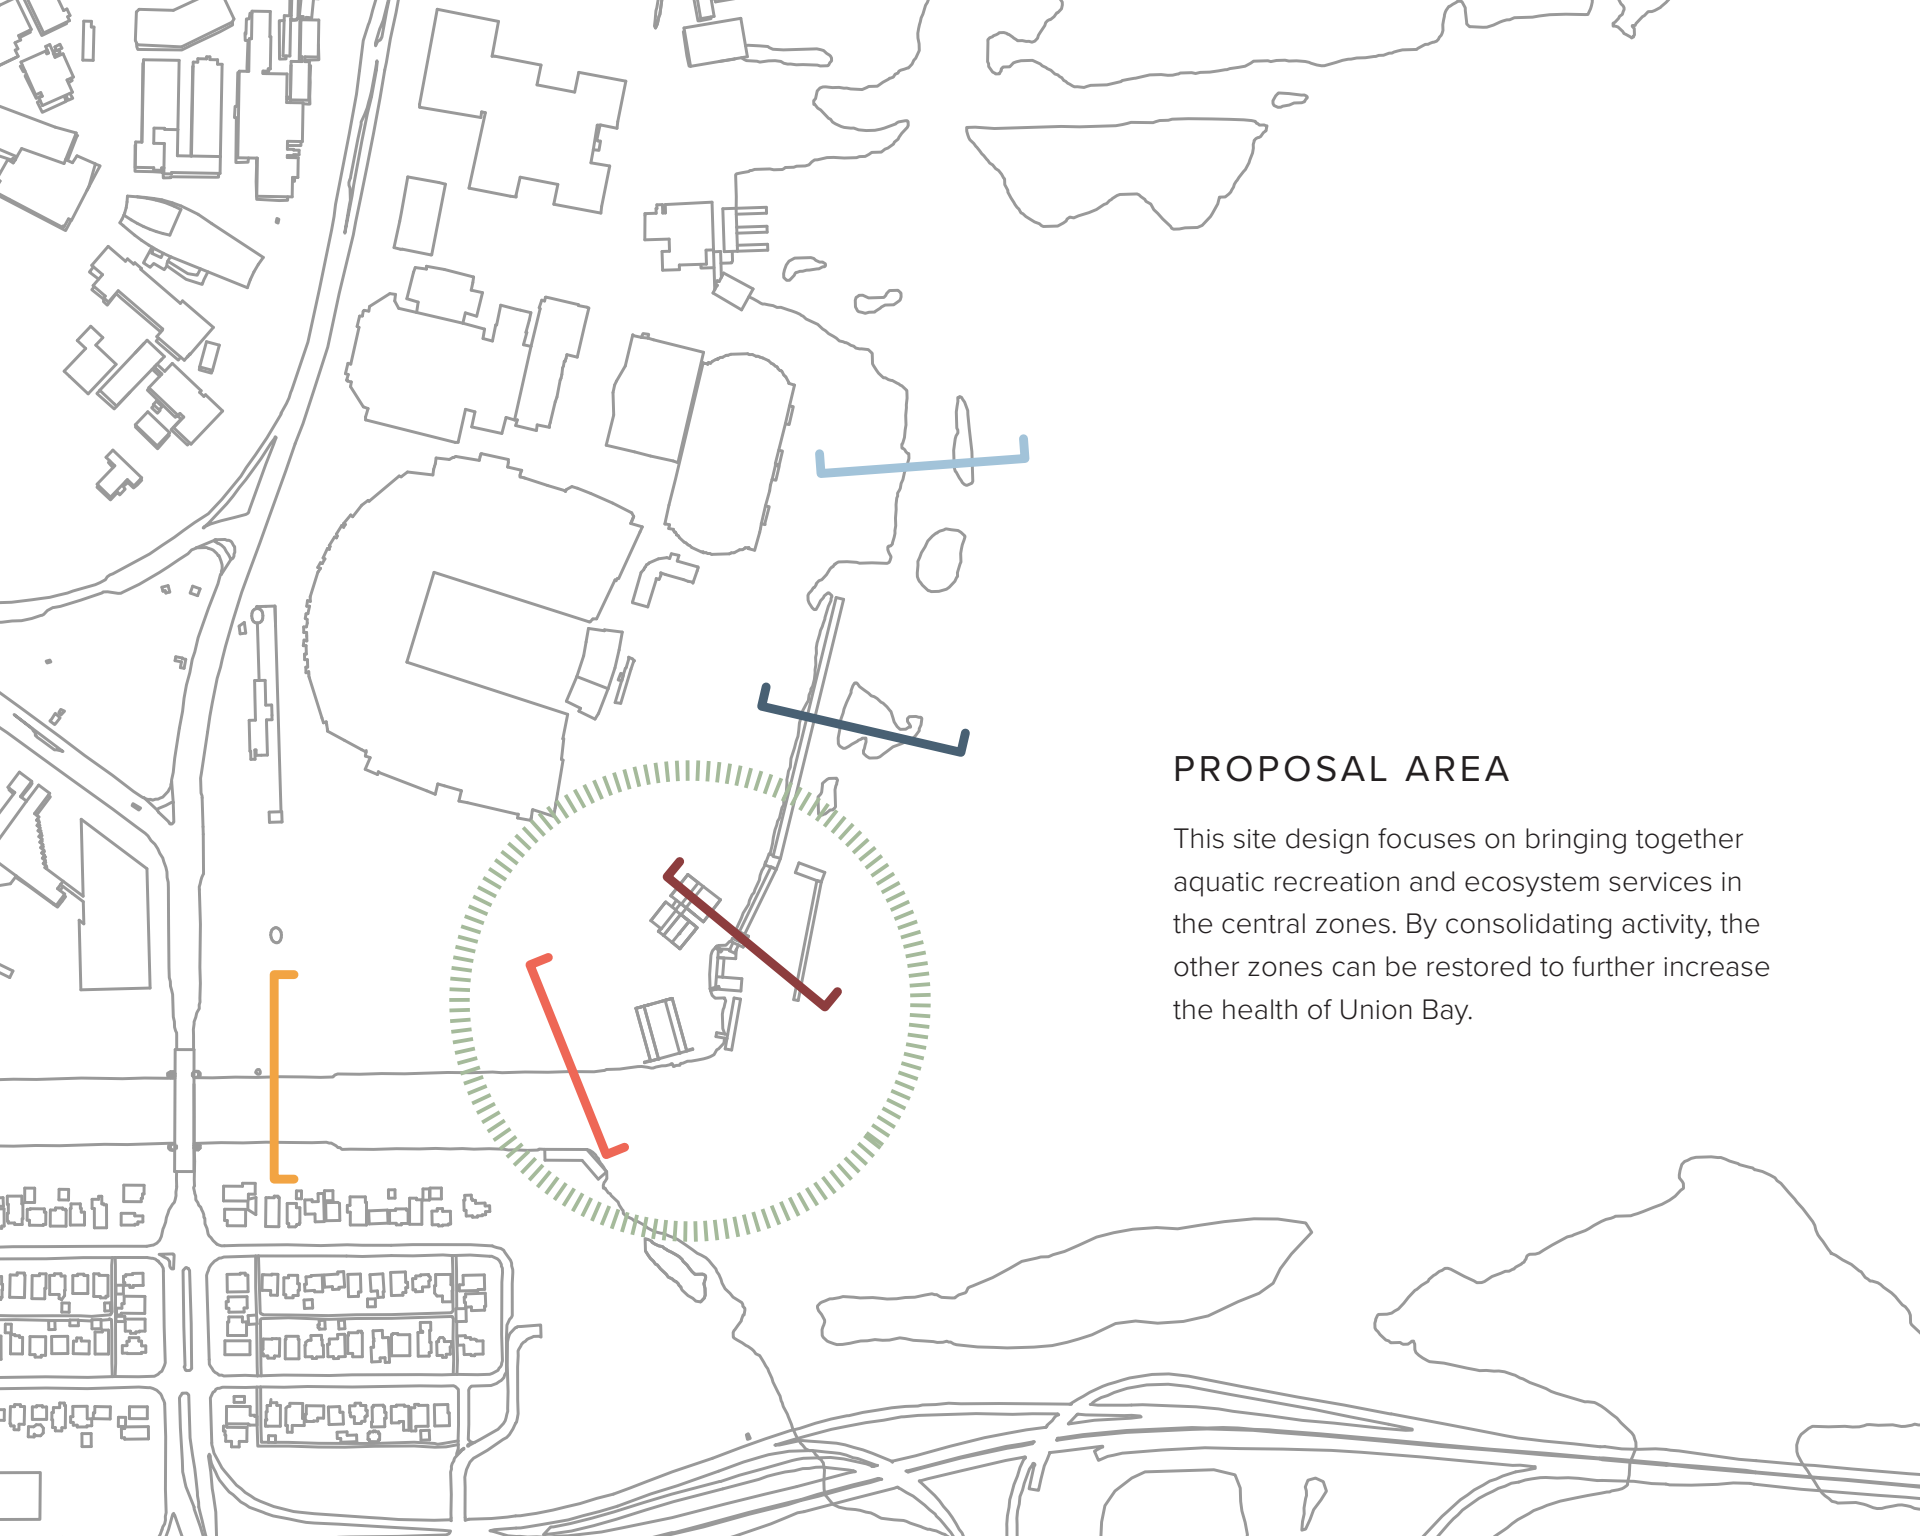 PROPOSAL AREA
This site design focuses on bringing together
aquatic recreation and ecosystem services in
the central zones. By consolidating activity, the
other zones can be restored to further increase
the health of Union Bay.